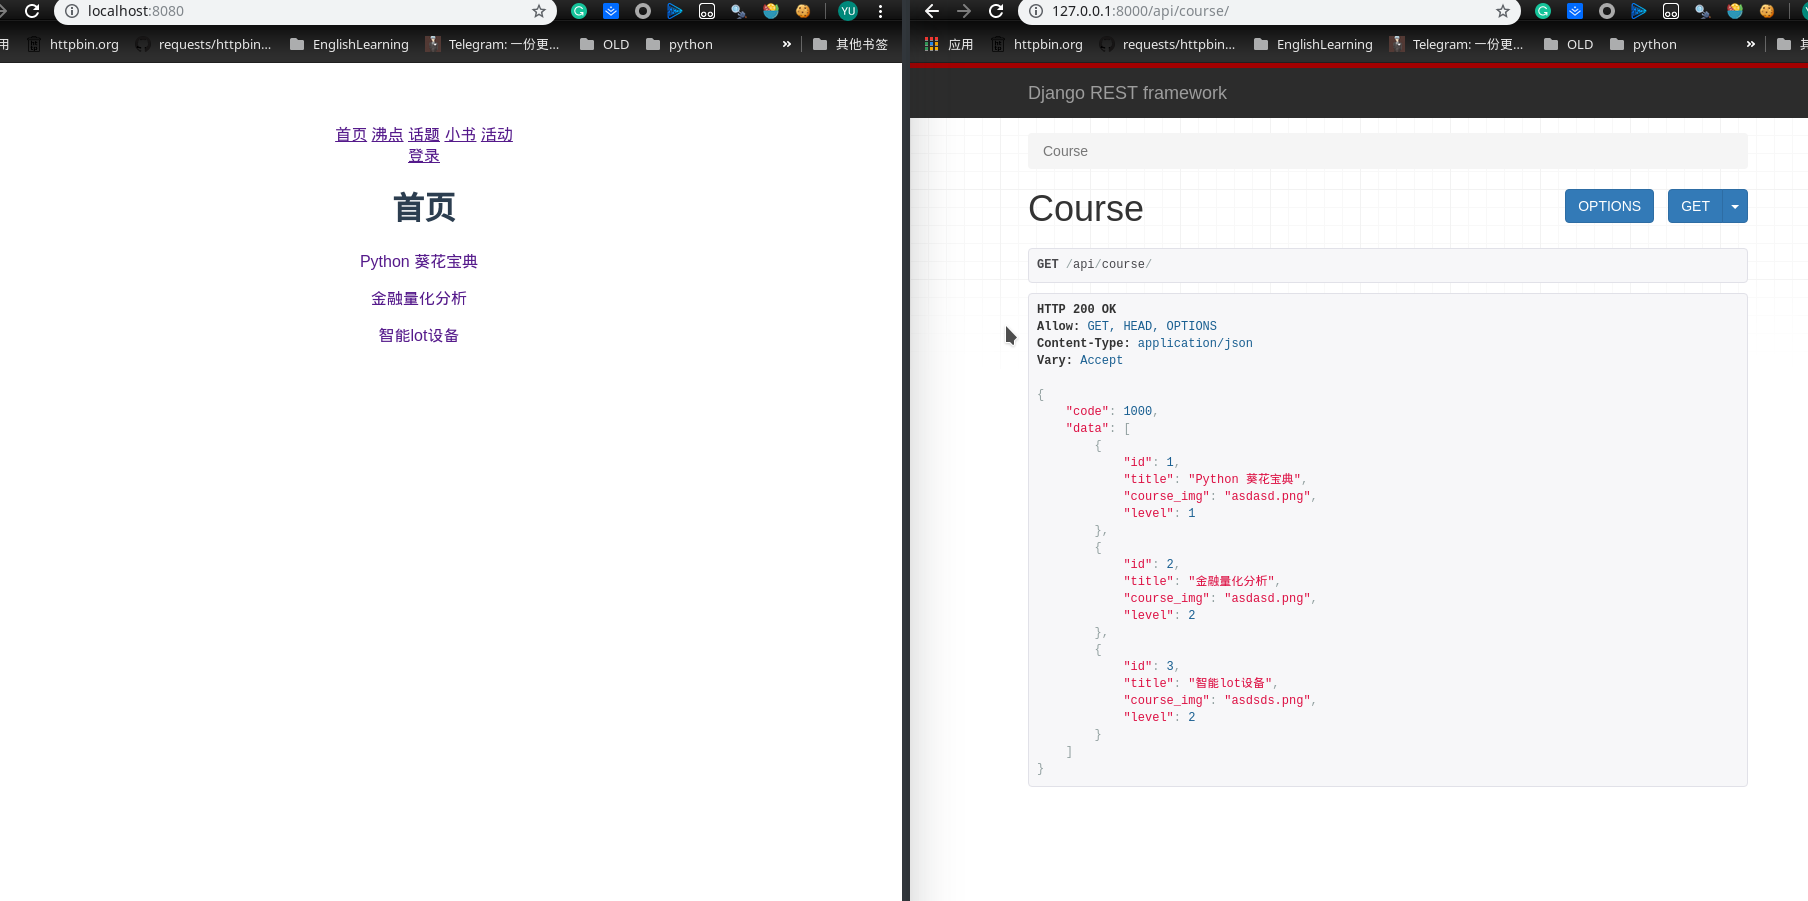 localhost:8080
YU
用
httpbin.org
requests/httpbin...
EnglishLearning
Telegram: 一份更...
OLD
python
»
其他书签
首页 沸点 话题 小书 活动
登录
首页
Python 葵花宝典
金融量化分析
智能lot设备
127.0.0.1:8000/api/course/
应用
httpbin.org
requests/httpbin...
EnglishLearning
Telegram: 一份更...
OLD
python
»
Django REST framework
Course
Course
OPTIONS
GET
GET /api/course/
HTTP 200 OK
Allow: GET, HEAD, OPTIONS
Content-Type: application/json
Vary: Accept
{
"code": 1000,
"data": [
{
"id": 1,
"title": "Python 葵花宝典",
"course_img": "asdasd.png",
"level": 1
},
{
"id": 2,
"title": "金融量化分析",
"course_img": "asdasd.png",
"level": 2
},
{
"id": 3,
"title": "智能lot设备",
"course_img": "asdsds.png",
"level": 2
}
]
}